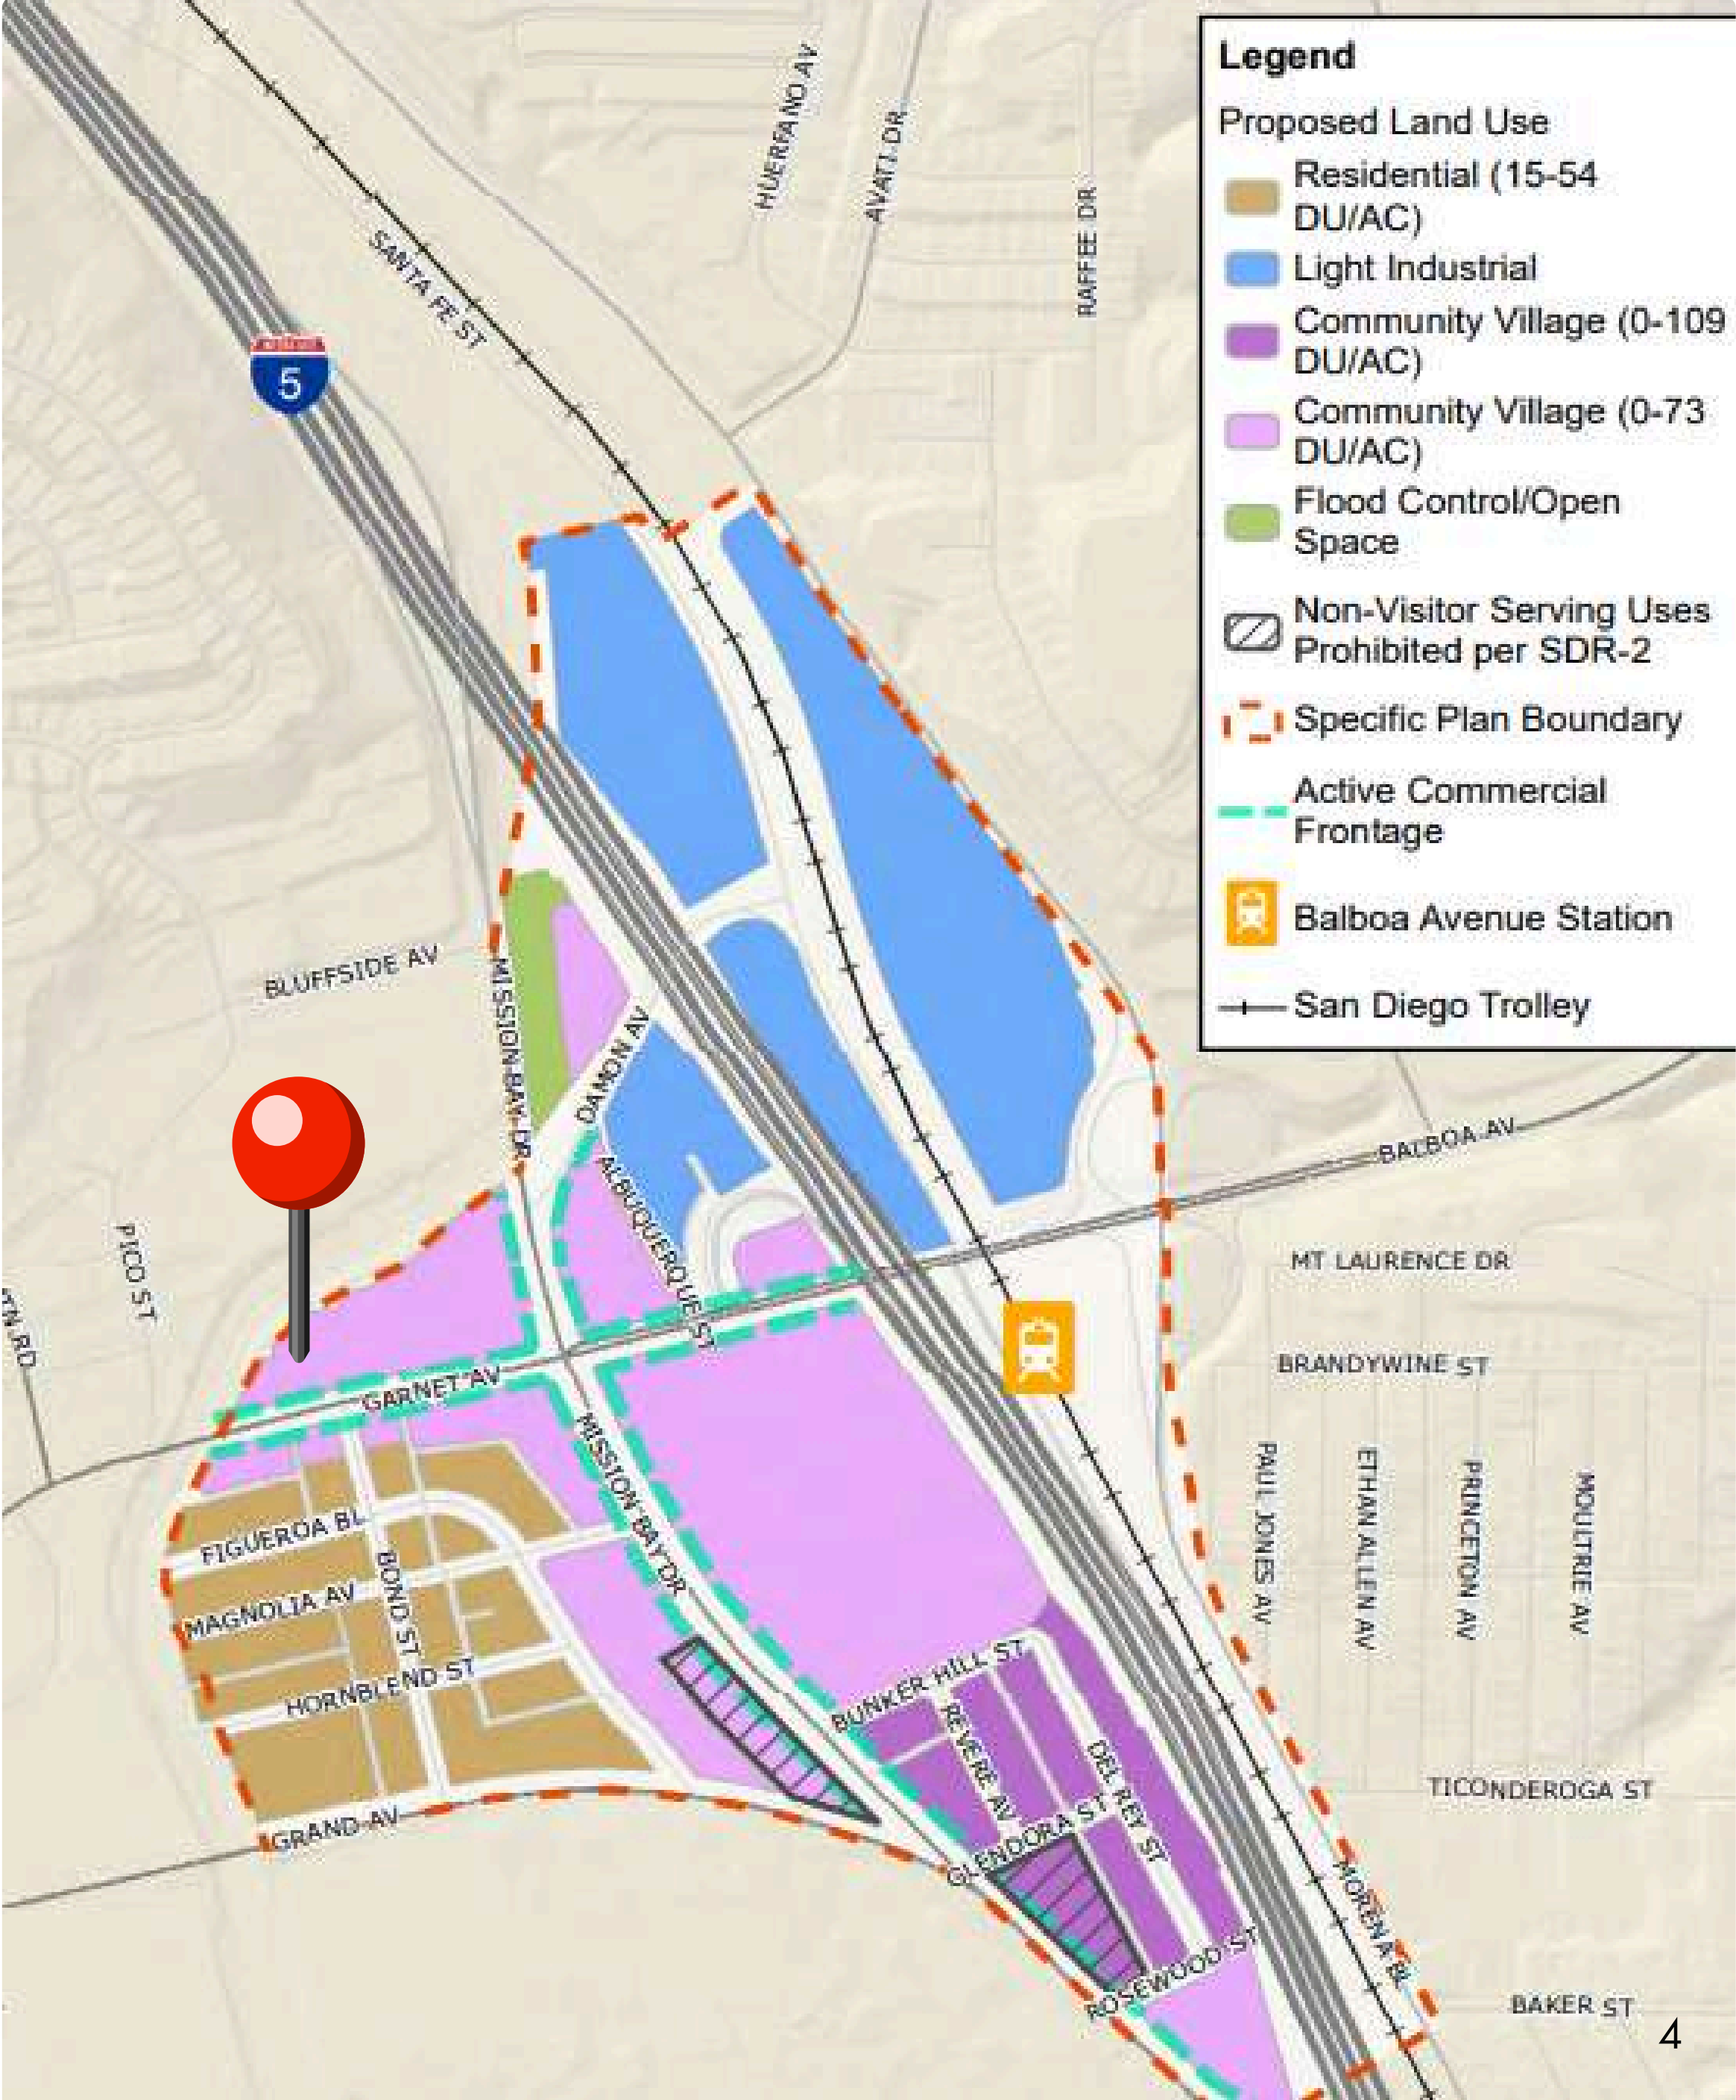 Legend
Proposed Land Use
Residential (15-54
DU/AC)
Light Industrial
Community Village (0-109
DU/AC)
Community Village (0-73
DU/AC)
Flood Control/Open
Space
Non-Visitor Serving Uses
Prohibited per SDR-2
Specific Plan Boundary
Active Commercial
Frontage
Balboa Avenue Station
San Diego Trolley
HUERFANO AV
AVATI DR
RAFFEE DR
SANTA FE ST
5
BLUFFSIDE AV
MISSION BAY DR
DAMON AV
ALBUQUERQUE ST
BALBOA AV
PICO ST
RD
MT LAURENCE DR
BRANDYWINE ST
GARNET AV
MISSION BAY DR
PAUL JONES AV
ETHAN ALLEN AV
PRINCETON AV
MOULTRIE AV
FIGUEROA BL
BOND ST
MAGNOLIA AV
HORNBLEND ST
BUNKER HILL ST
REVERE AV
DEL REY ST
TICONDEROGA ST
GRAND AV
GLENDORA ST
MORENA BL
ROSEWOOD ST
BAKER ST
4